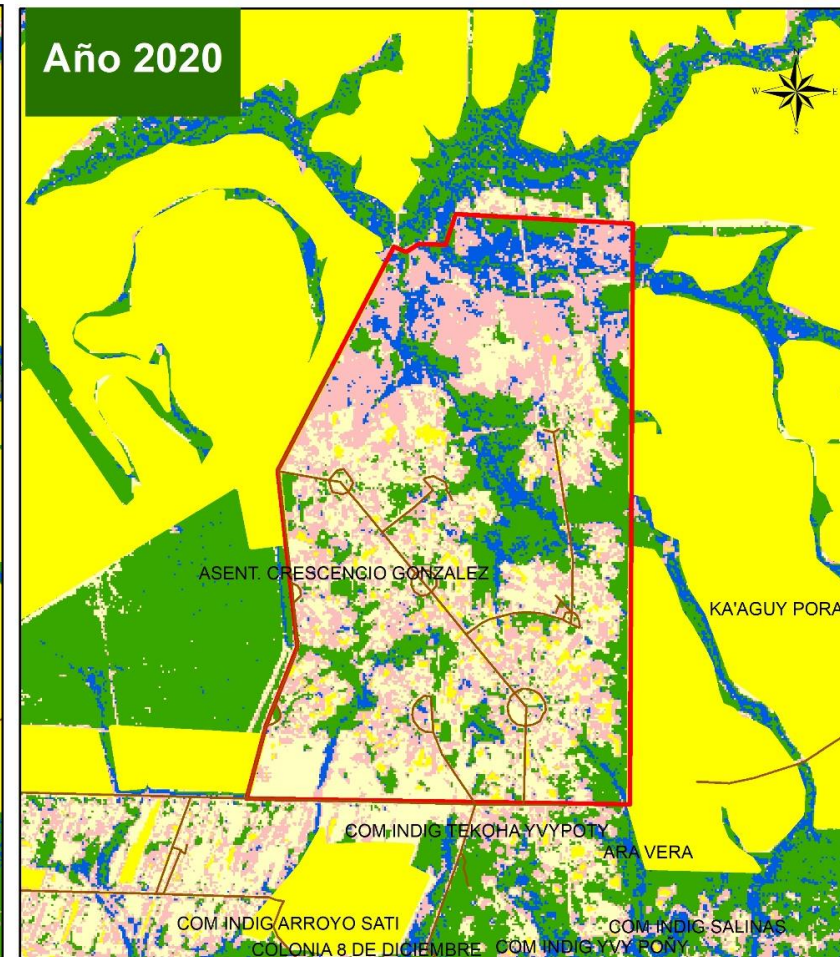 Año 2020
N
W E
S
ASENT. CRESCENCIO GONZALEZ
KA'AGUY PORA
COM INDIG TEKOHA YVYPOTY
ARA VERA
COM INDIG ARROYO SATI
COM INDIG SALINAS
COLONIA 8 DE DICIEMBRE
COM INDIG YVY POÑY